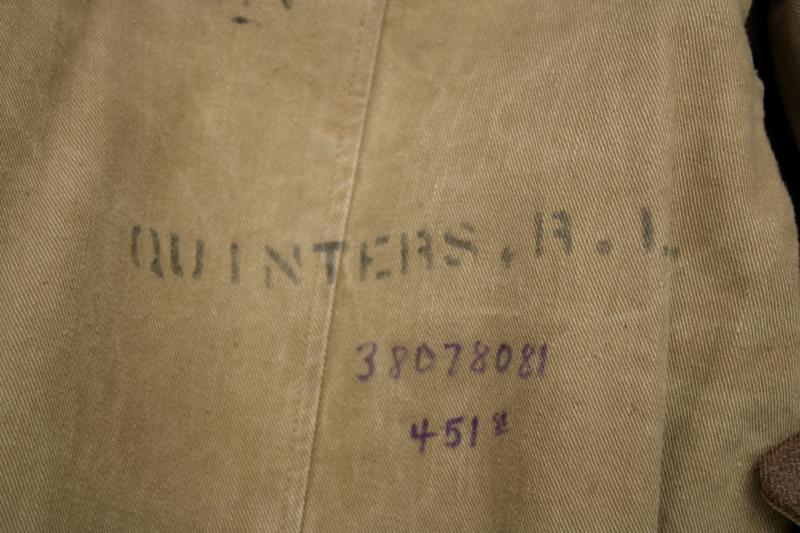 QUINTERS, A. L.
38078081
451st